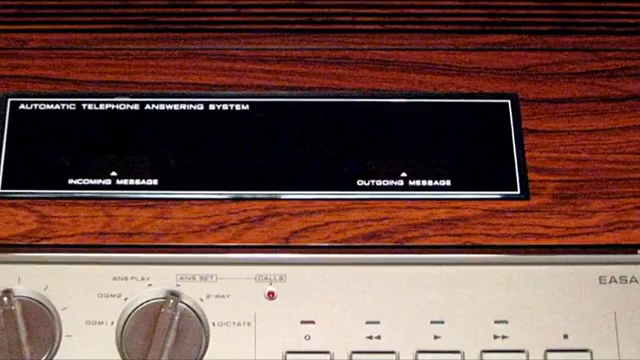 AUTOMATIC TELEPHONE ANSWERING SYSTEM
INCOMING MESSAGE OUTGOING MESSAGE
ANS PLAY ANS SET CALLS
OGM2 2-WAY
OGM1 DICTATE
EASA